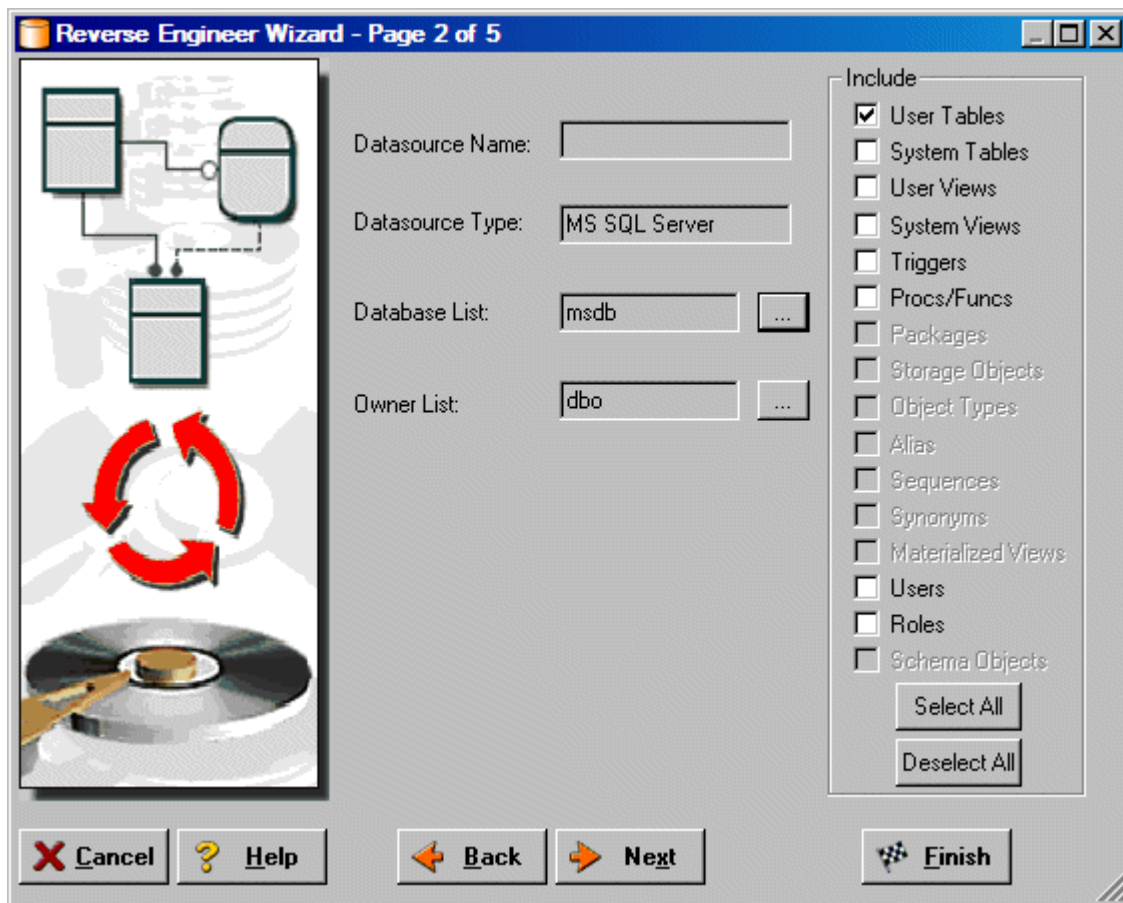 Reverse Engineer Wizard - Page 2 of 5
Datasource Name:
Datasource Type: MS SQL Server
Database List: msdb ...
Owner List: dbo ...
Include
User Tables
System Tables
User Views
System Views
Triggers
Procs/Funcs
Packages
Storage Objects
Object Types
Alias
Sequences
Synonyms
Materialized Views
Users
Roles
Schema Objects
Select All
Deselect All
Cancel Help Back Next Finish